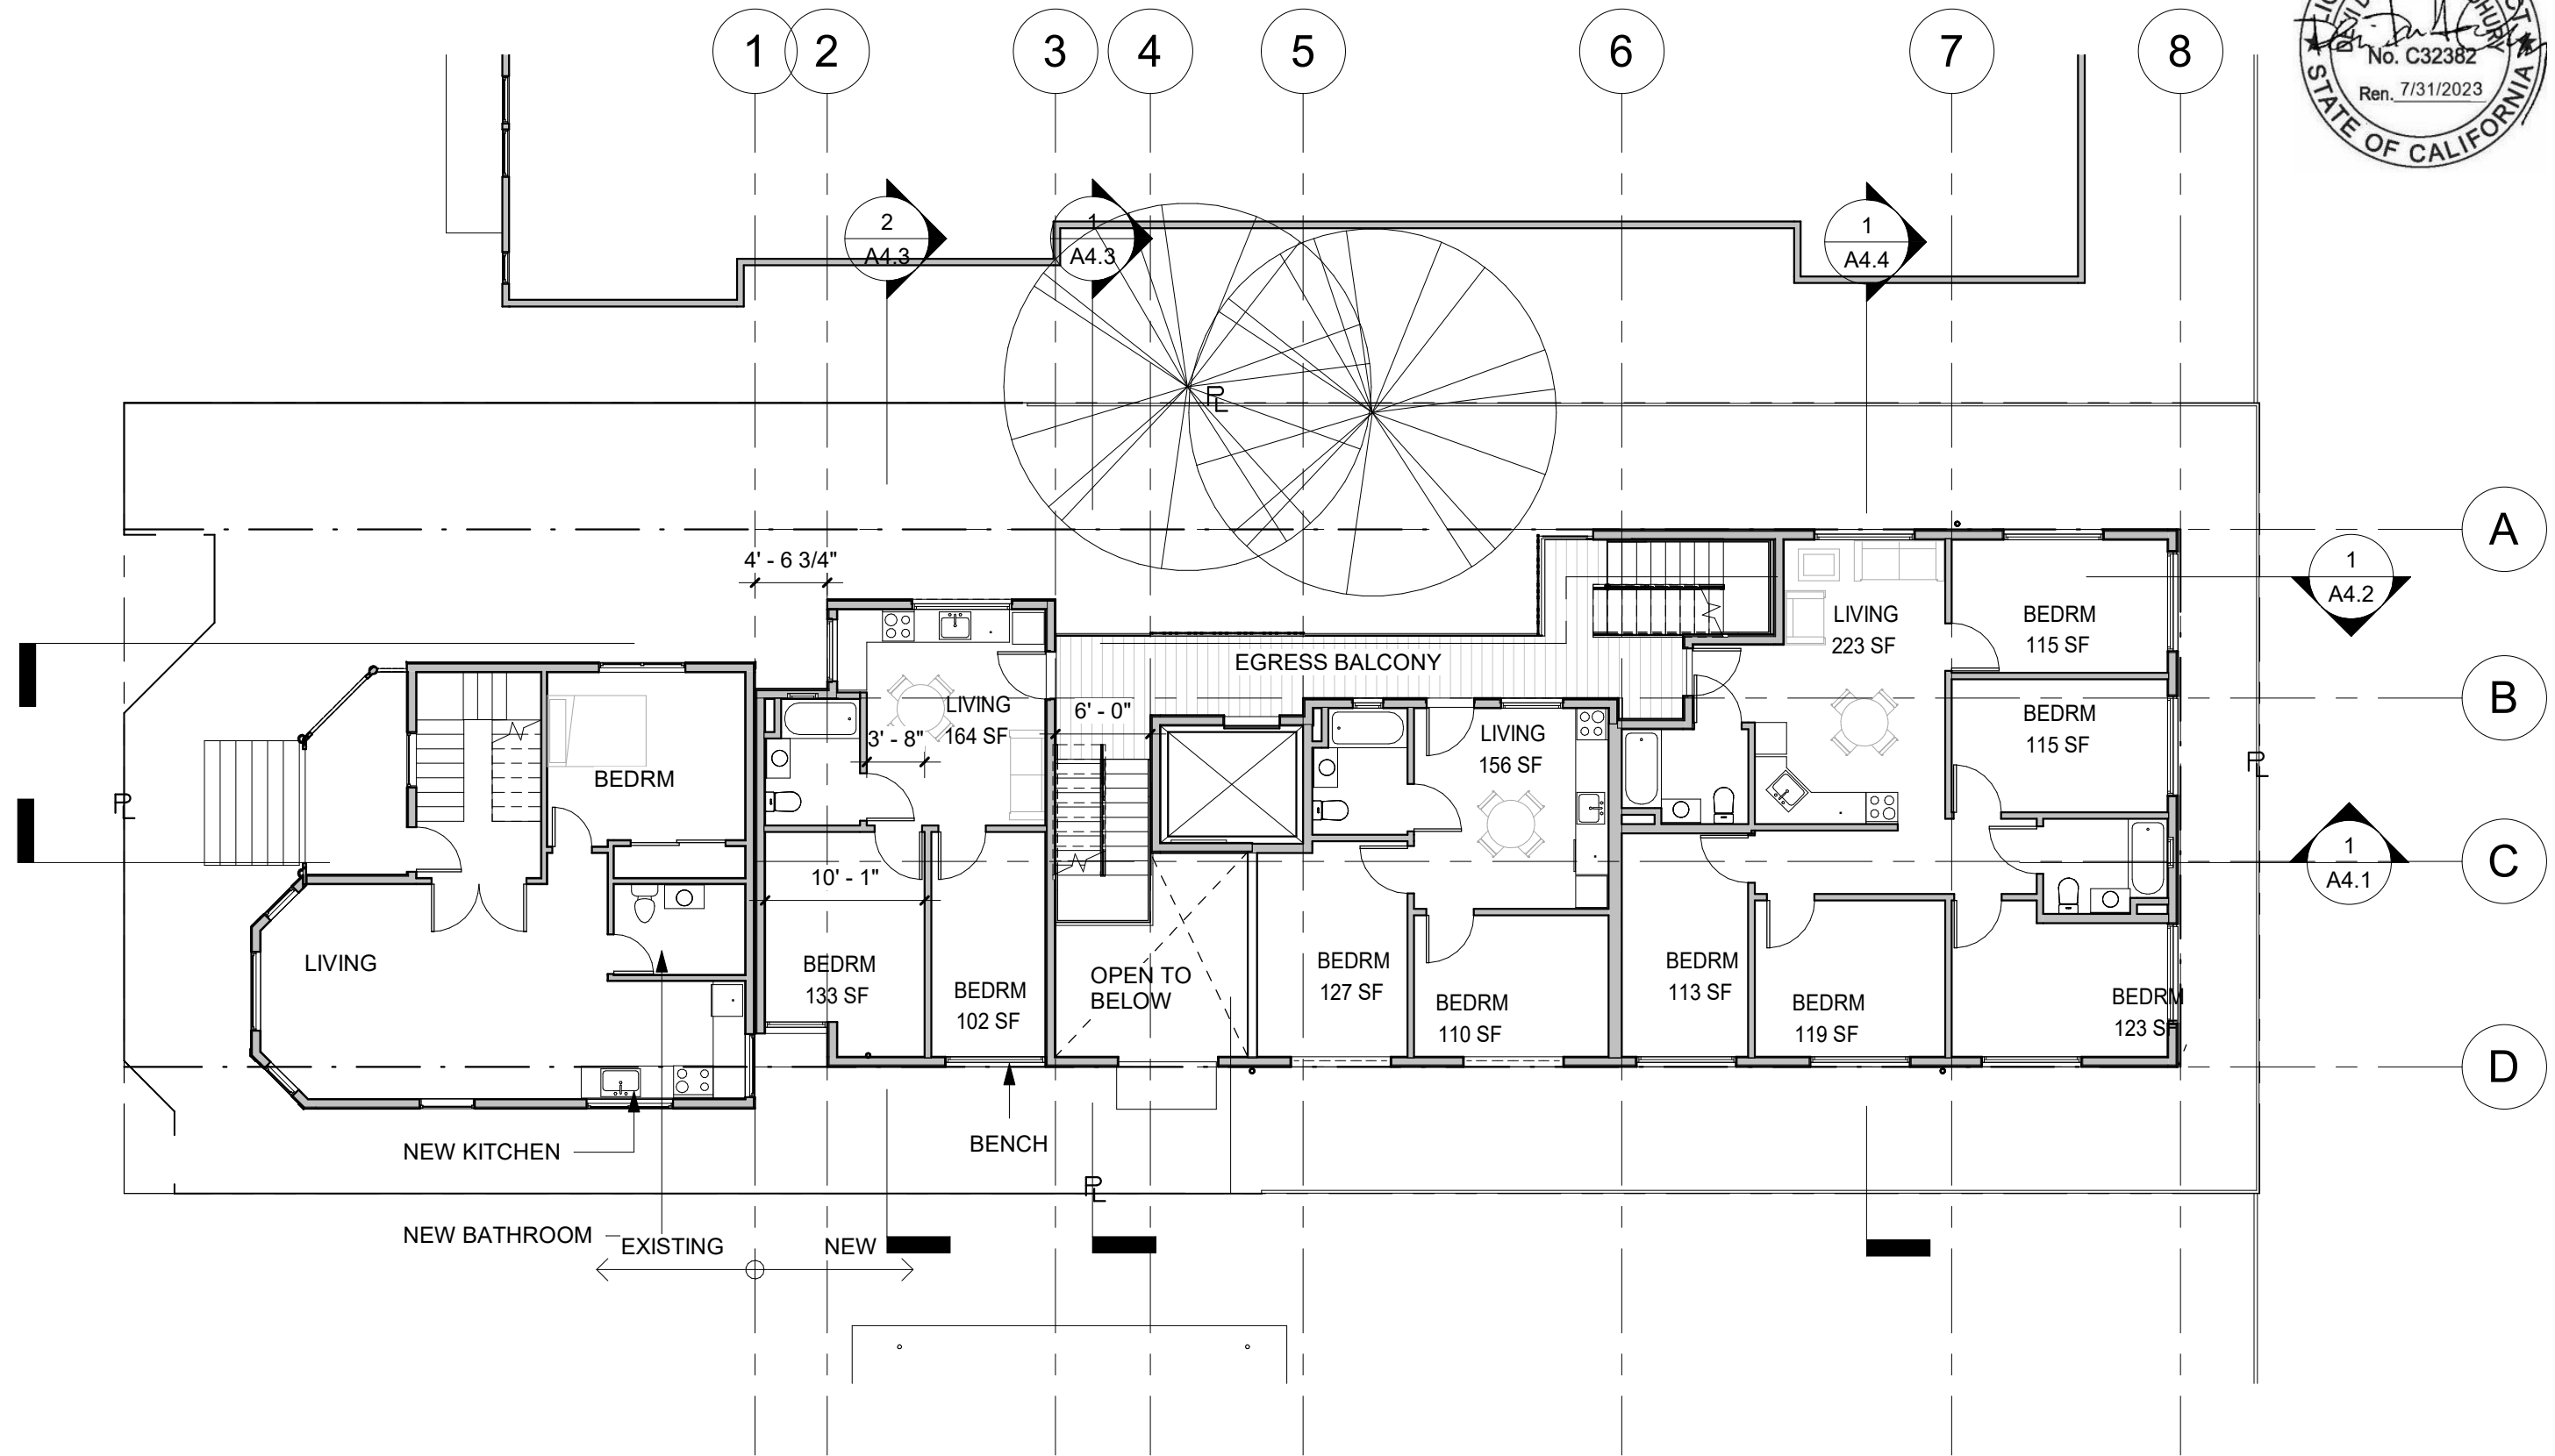 1
2
3
4
5
6
7
8
No. C32382
Ren. 7/31/2023
STATE OF CALIFORNIA
2
A4.3
1
A4.3
1
A4.4
PL
A
4' - 6 3/4"
1
A4.2
LIVING
223 SF
BEDRM
115 SF
EGRESS BALCONY
B
LIVING
164 SF
6' - 0"
3' - 8"
LIVING
156 SF
BEDRM
115 SF
BEDRM
PL
PL
C
1
A4.1
10' - 1"
LIVING
BEDRM
133 SF
BEDRM
102 SF
OPEN TO
BELOW
BEDRM
127 SF
BEDRM
110 SF
BEDRM
113 SF
BEDRM
119 SF
BEDRM
123 SF
D
NEW KITCHEN
BENCH
PL
NEW BATHROOM
EXISTING
NEW